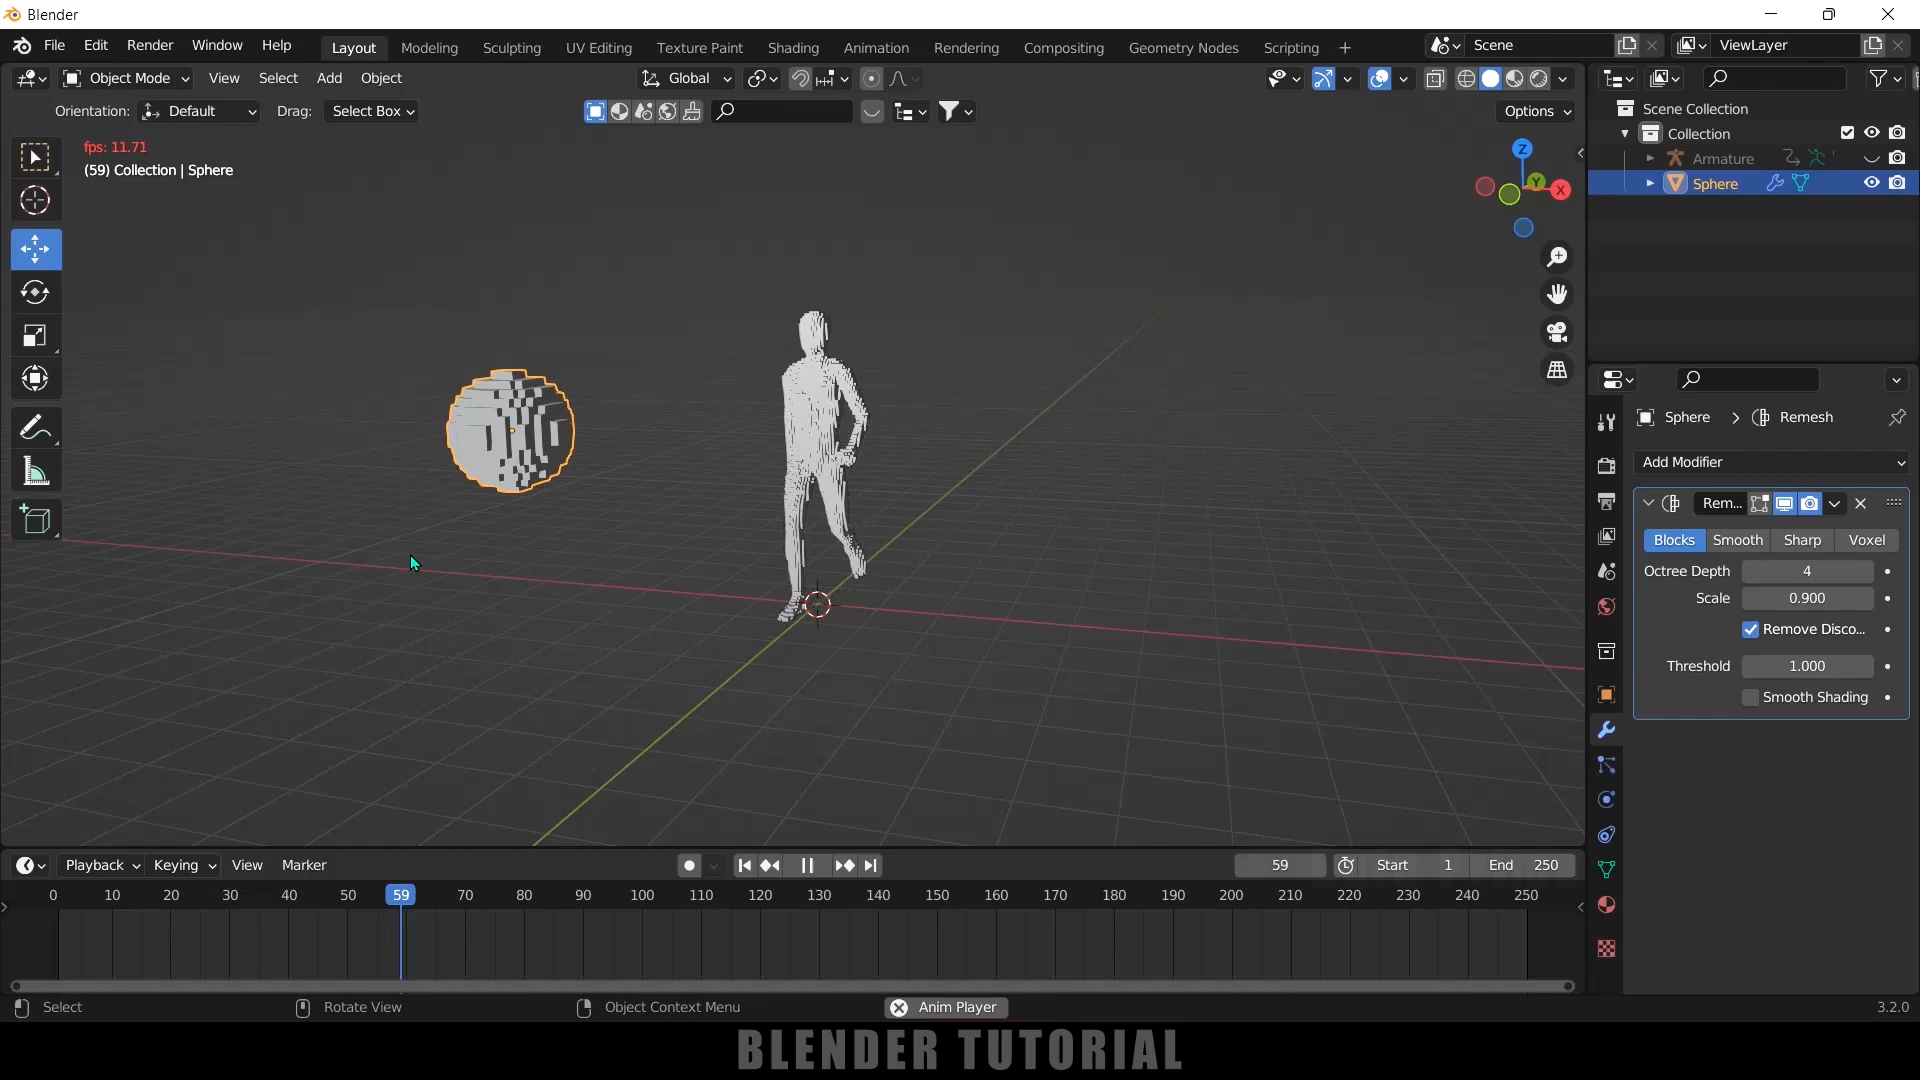 Blender
File Edit Render Window Help Layout Modeling Sculpting UV Editing Texture Paint Shading Animation Rendering Compositing Geometry Nodes Scripting + Scene ViewLayer
Object Mode View Select Add Object Global
Orientation: Default Drag: Select Box Options
Scene Collection
Collection
Armature
Sphere
fps: 11.71
(59) Collection | Sphere
Z
Y
X
Sphere > Remesh
Add Modifier
Rem...
Blocks Smooth Sharp Voxel
Octree Depth 4
Scale 0.900
Remove Disco...
Threshold 1.000
Smooth Shading
Playback Keying View Marker 59 Start 1 End 250
0 10 20 30 40 50 59 70 80 90 100 110 120 130 140 150 160 170 180 190 200 210 220 230 240 250
Select Rotate View Object Context Menu Anim Player 3.2.0
BLENDER TUTORIAL